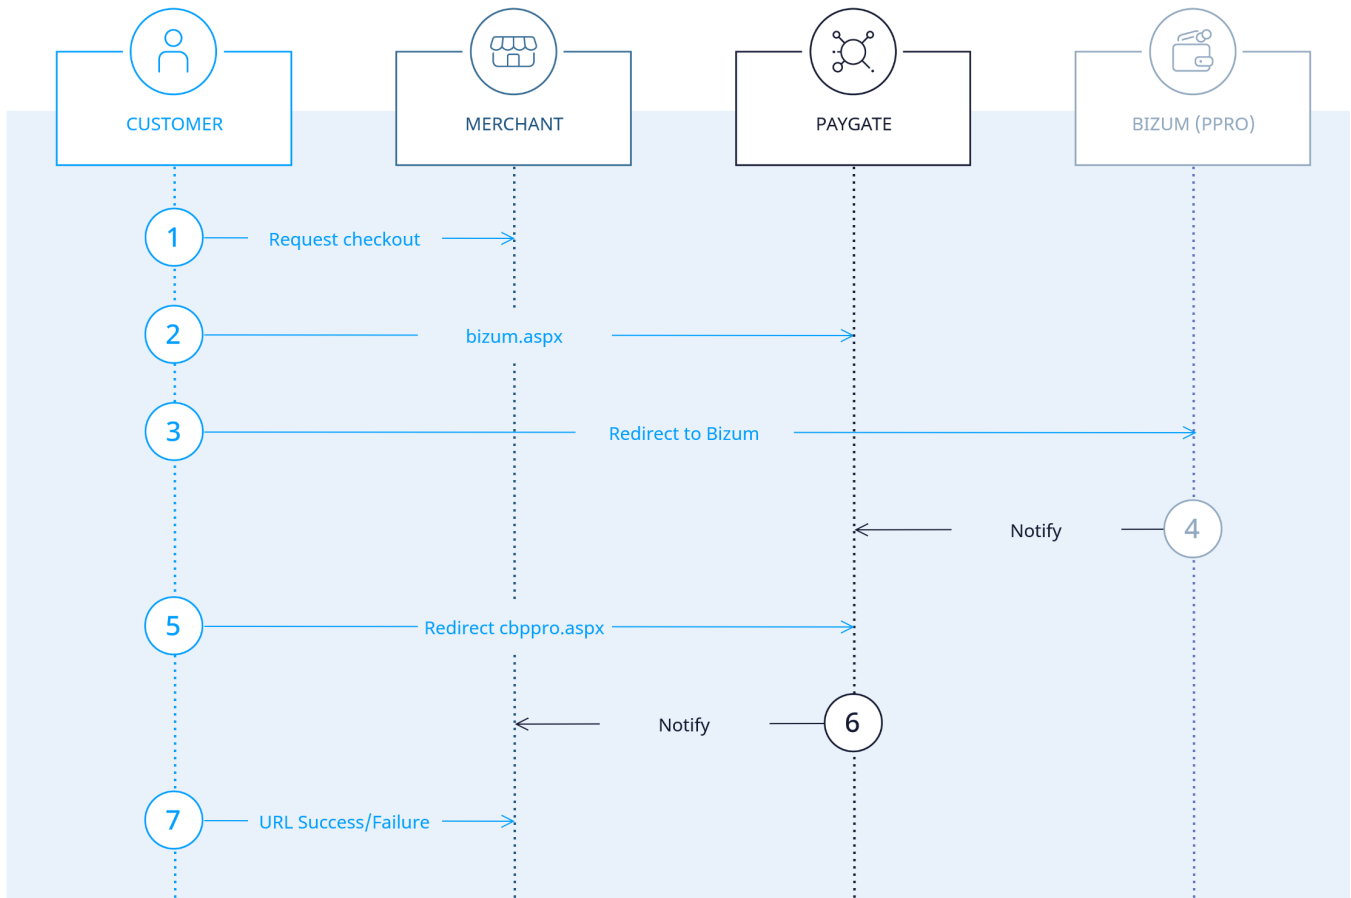 CUSTOMER
MERCHANT
PAYGATE
BIZUM (PPRO)
1
Request checkout
2
bizum.aspx
3
Redirect to Bizum
Notify
4
5
Redirect cbppro.aspx
Notify
6
7
URL Success/Failure